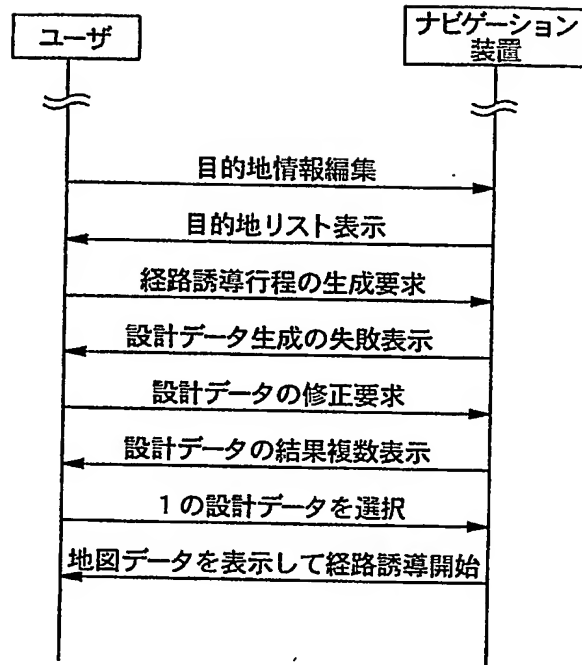 ユーザ
ナビゲーション
装置
目的地情報編集
目的地リスト表示
経路誘導行程の生成要求
設計データ生成の失敗表示
設計データの修正要求
設計データの結果複数表示
1の設計データを選択
地図データを表示して経路誘導開始